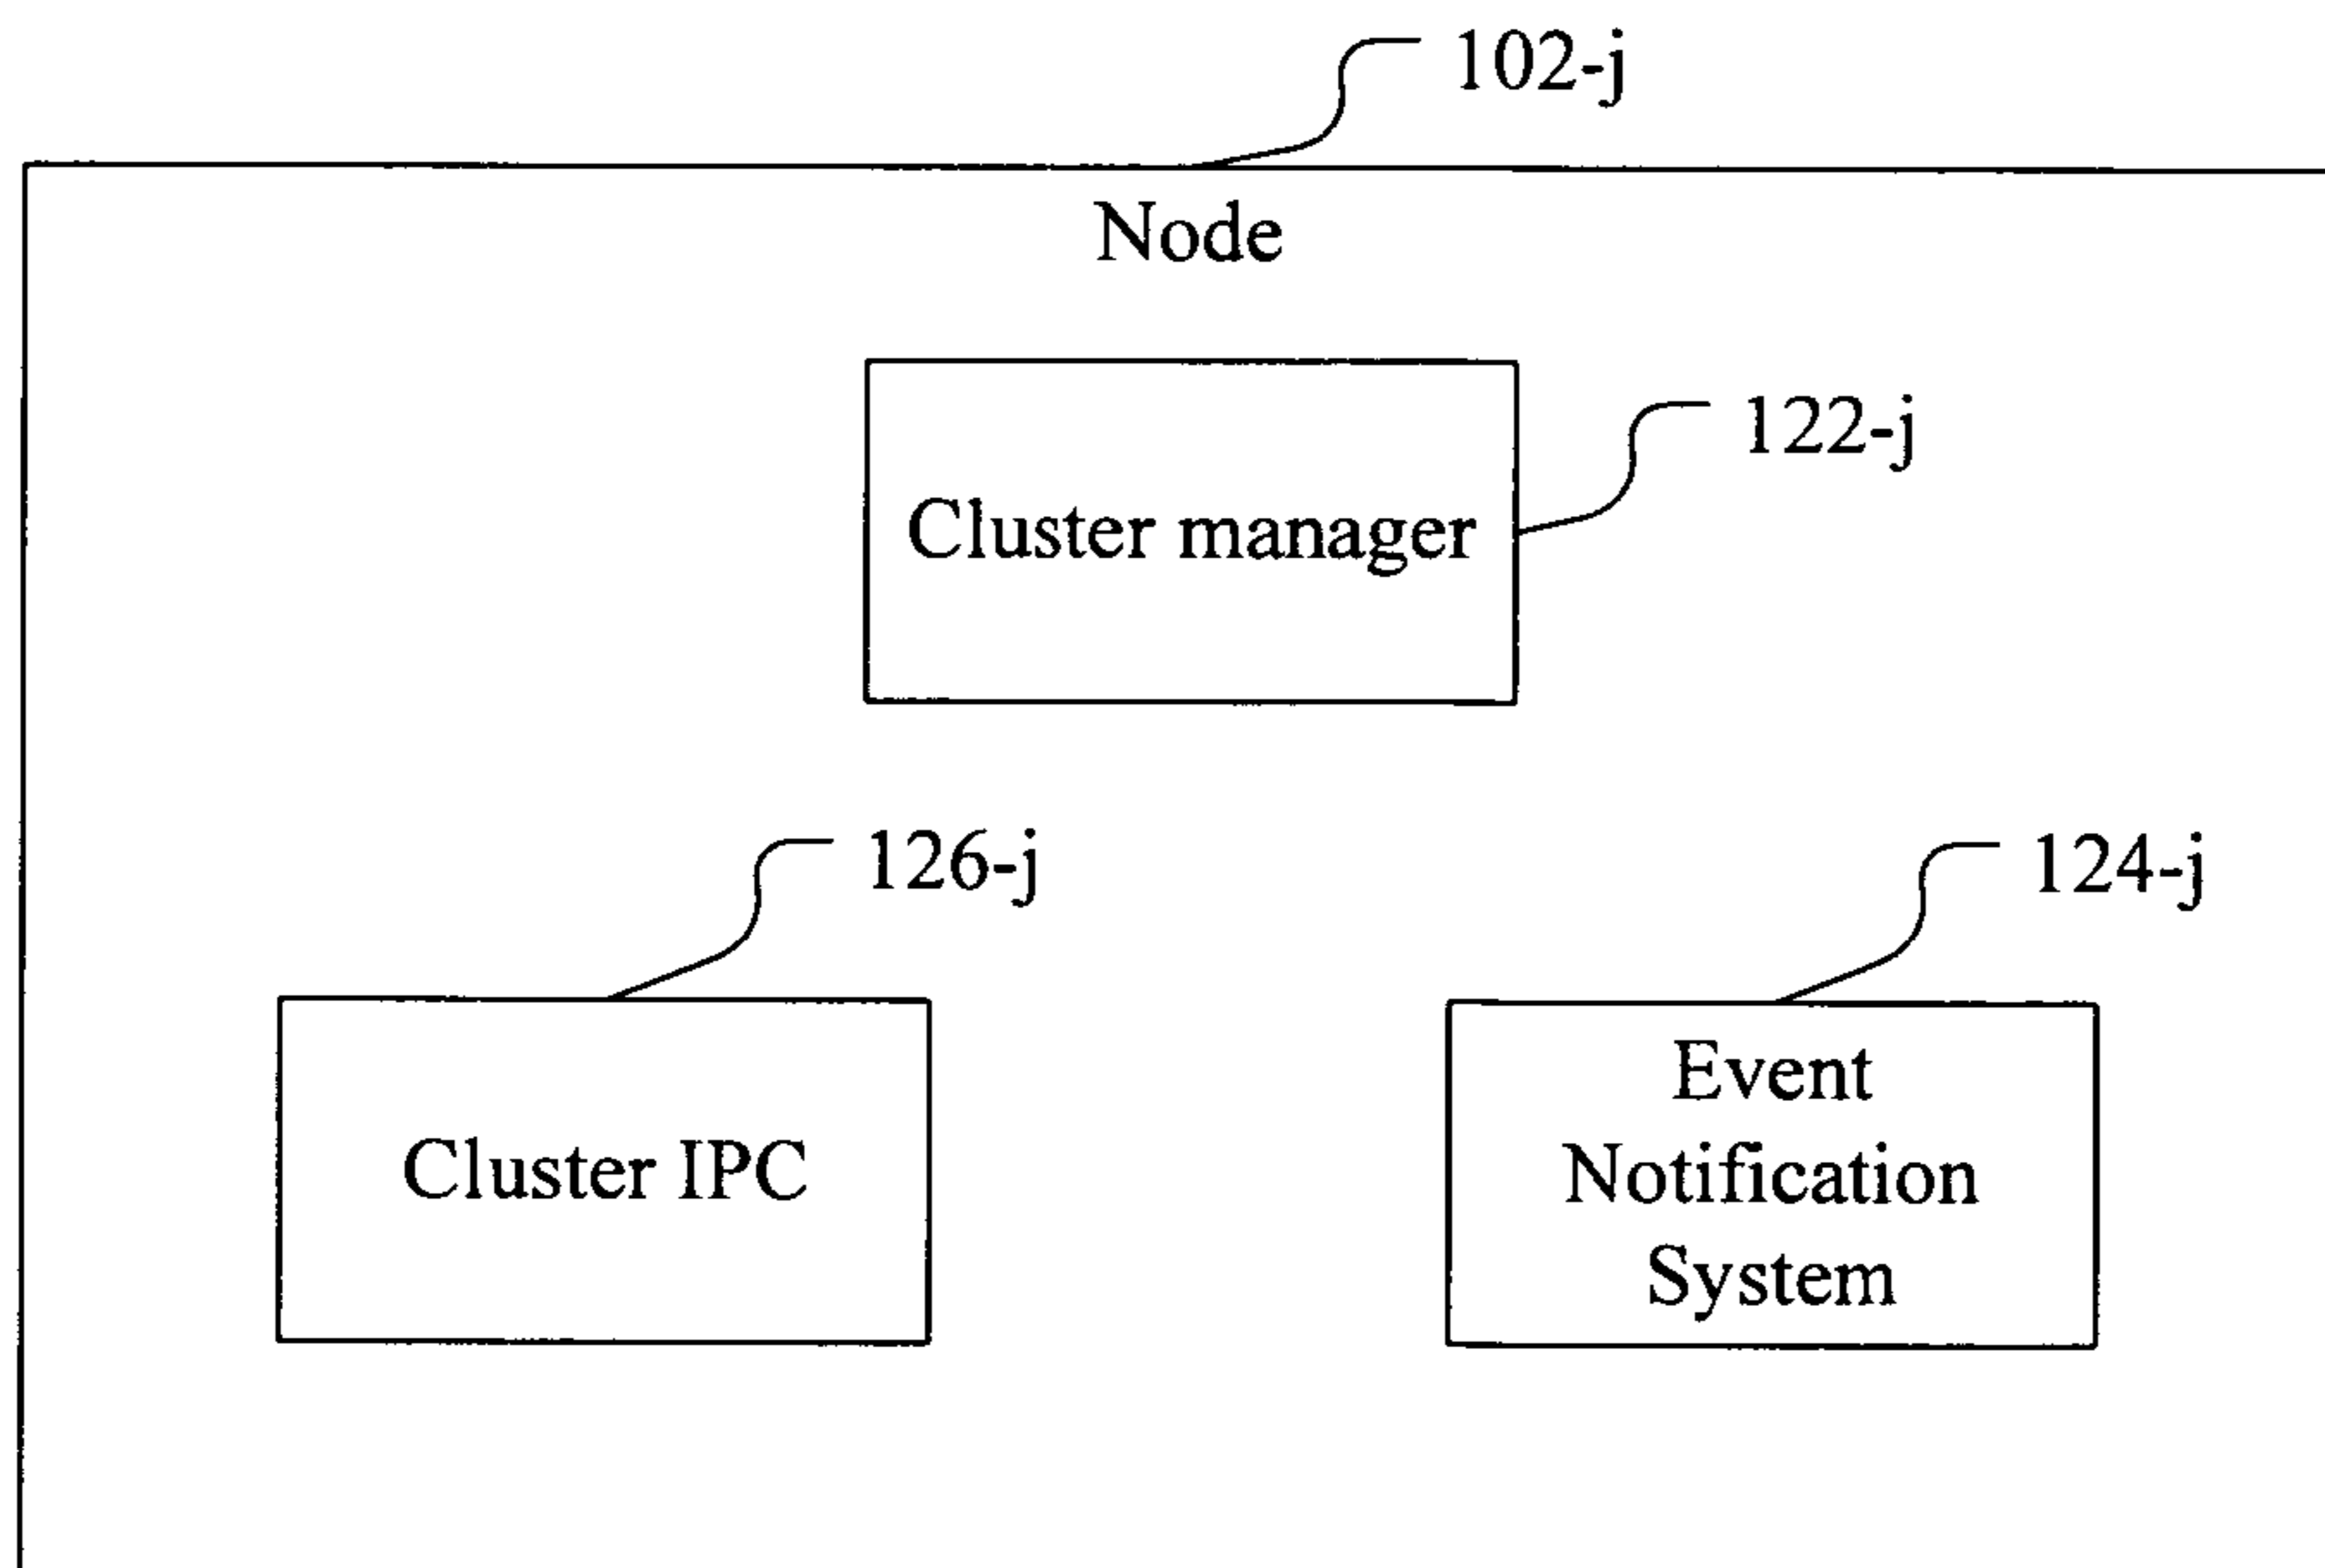 102-j
Node
122-j
Cluster manager
126-j
124-j
Cluster IPC
Event
Notification
System